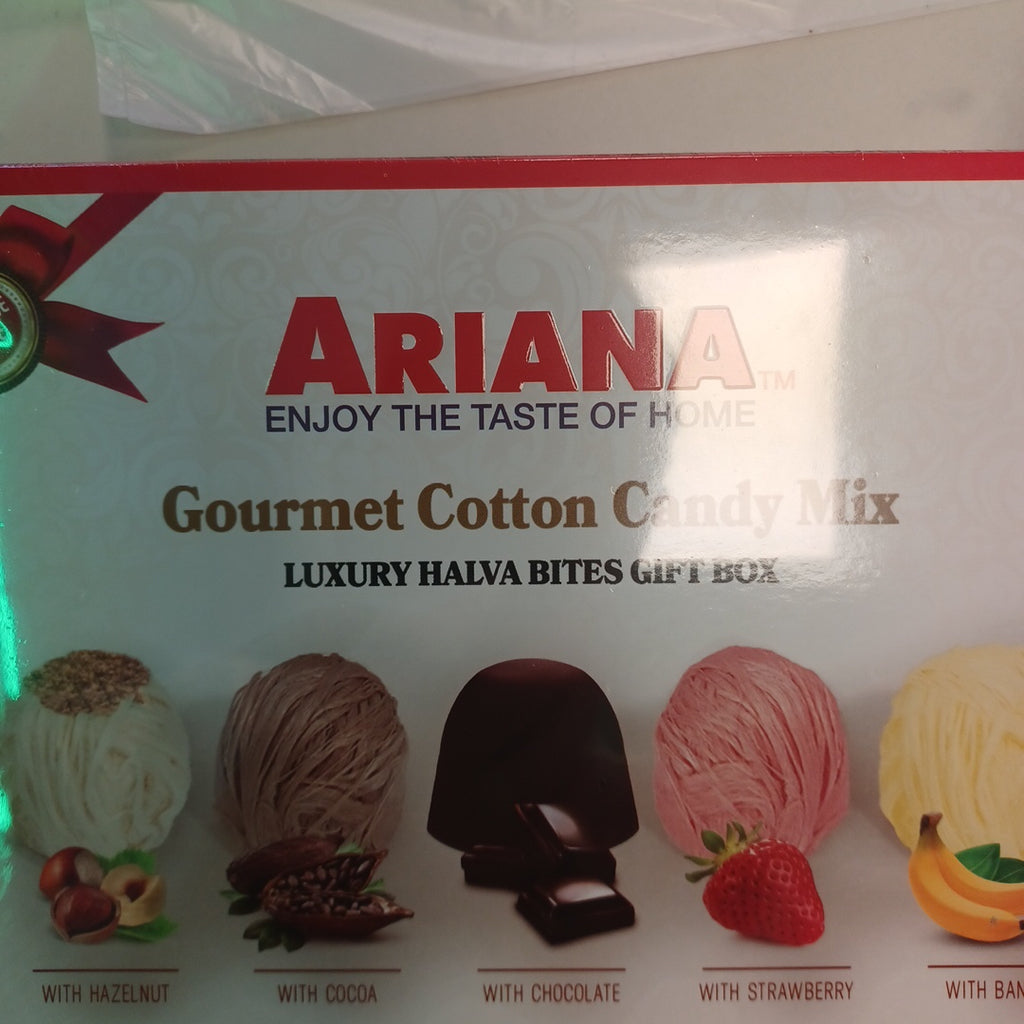 ARIANA™
ENJOY THE TASTE OF HOME
Gourmet Cotton Candy Mix
LUXURY HALVA BITES GIFT BOX
WITH HAZELNUT
WITH COCOA
WITH CHOCOLATE
WITH STRAWBERRY
WITH BAN